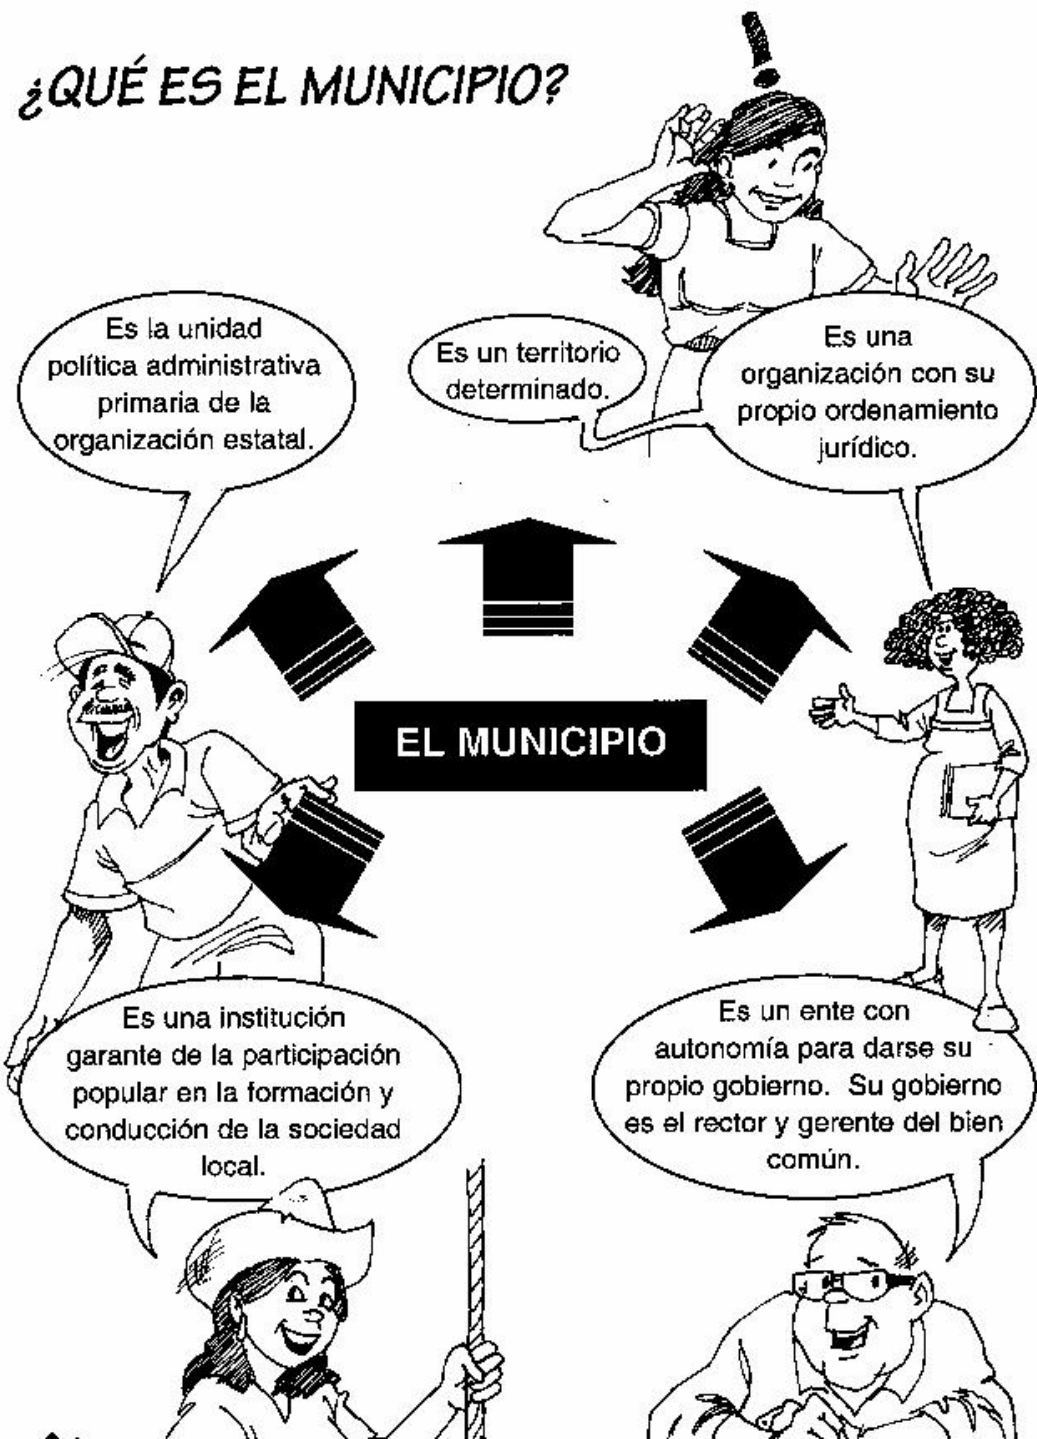 ¿QUÉ ES EL MUNICIPIO?
Es la unidad
política administrativa
primaria de la
organización estatal.
Es un territorio
determinado.
Es una
organización con su
propio ordenamiento
jurídico.
EL MUNICIPIO
Es una institución
garante de la participación
popular en la formación y
conducción de la sociedad
local.
Es un ente con
autonomía para darse su
propio gobierno. Su gobierno
es el rector y gerente del bien
común.